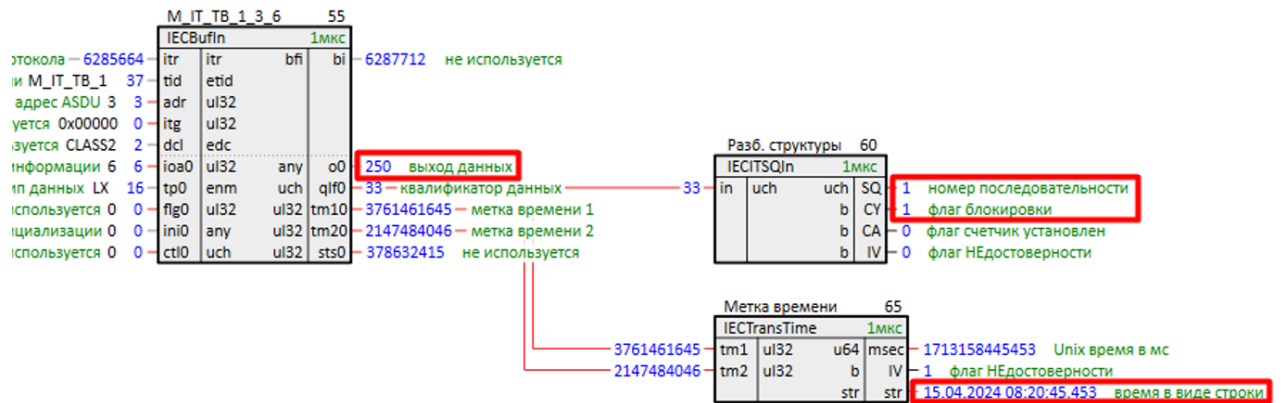 M_IT_TB_1_3_6 55
IECBufIn 1мкс
отокола 6285664 itr itr bfi bi 6287712 не используется
и M_IT_TB_1 37 tid etid
адрес ASDU 3 3 adr ul32
уется 0x00000 0 itg ul32
зуется CLASS2 2 dcl edc
информации 6 6 ioa0 ul32 any o0 250 выход данных
ип данных LX 16 tp0 enm uch qlf0 33 квалификатор данных
используется 0 0 flg0 ul32 ul32 tm10 3761461645 метка времени 1
циализации 0 0 ini0 any ul32 tm20 2147484046 метка времени 2
используется 0 0 ctl0 uch ul32 sts0 378632415 не используется
Разб. структуры 60
IECITSQIn 1мкс
33 in uch uch SQ 1 номер последовательности
b CY 1 флаг блокировки
b CA 0 флаг счетчик установлен
b IV 0 флаг НЕдостоверности
Метка времени 65
IECTransTime 1мкс
3761461645 tm1 ul32 u64 msec 1713158445453 Unix время в мс
2147484046 tm2 ul32 b IV 1 флаг НЕдостоверности
str str 15.04.2024 08:20:45.453 время в виде строки